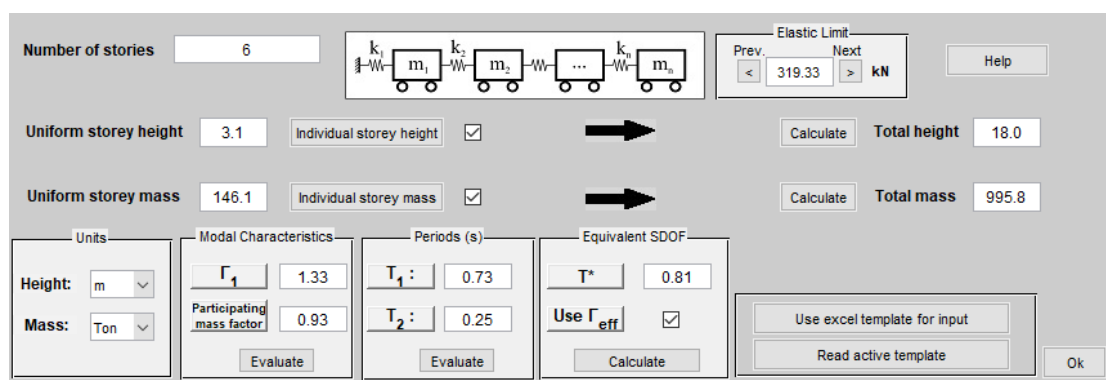 Elastic Limit
Number of stories 6 k1 k2 kn Prev. Next Help
m1 m2 ... mn < 319.33 > kN
Uniform storey height 3.1 Individual storey height Calculate Total height 18.0
Uniform storey mass 146.1 Individual storey mass Calculate Total mass 995.8
Units Modal Characteristics Periods (s) Equivalent SDOF
Height: m Γ1 1.33 T1 : 0.73 T* 0.81
Participating
Mass: Ton mass factor 0.93 T2 : 0.25 Use Γeff Use excel template for input
Evaluate Evaluate Calculate Read active template Ok